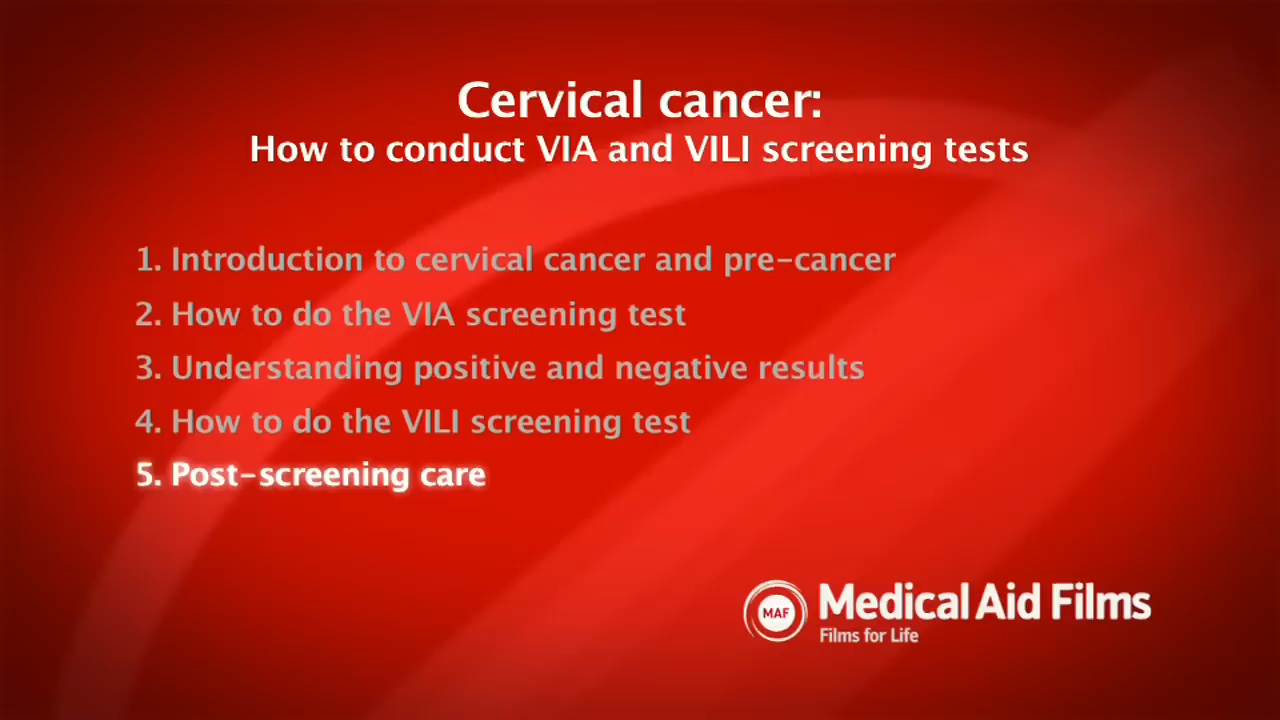 Cervical cancer:
How to conduct VIA and VILI screening tests
1. Introduction to cervical cancer and pre-cancer
2. How to do the VIA screening test
3. Understanding positive and negative results
4. How to do the VILI screening test
5. Post-screening care
MAF
Medical Aid Films
Films for Life